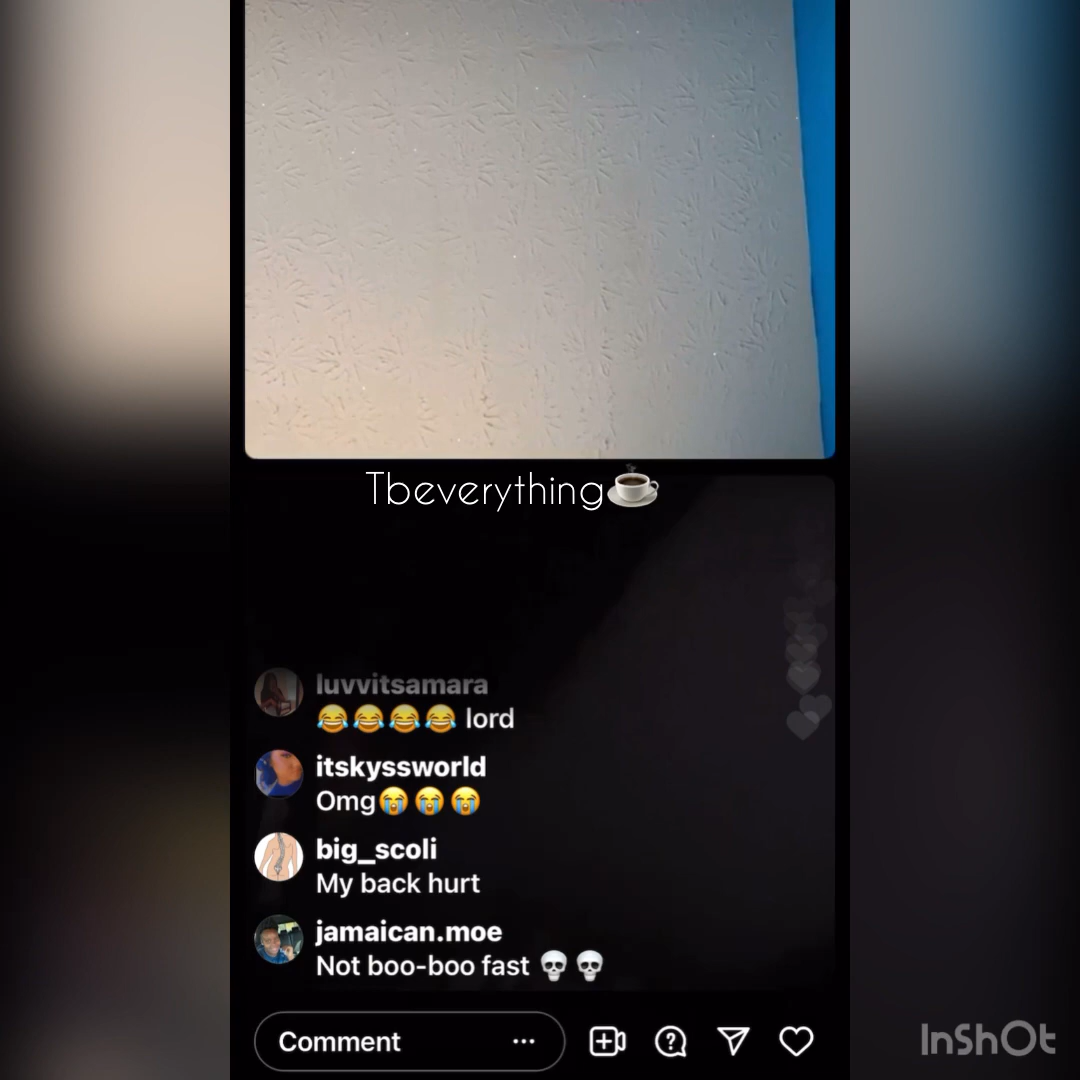 Tbeverything☕
luvvitsamara
😂😂😂😂 lord
itskyssworld
Omg😭😭😭
big_scoli
My back hurt
jamaican.moe
Not boo-boo fast 💀💀
Comment ...
InShOt